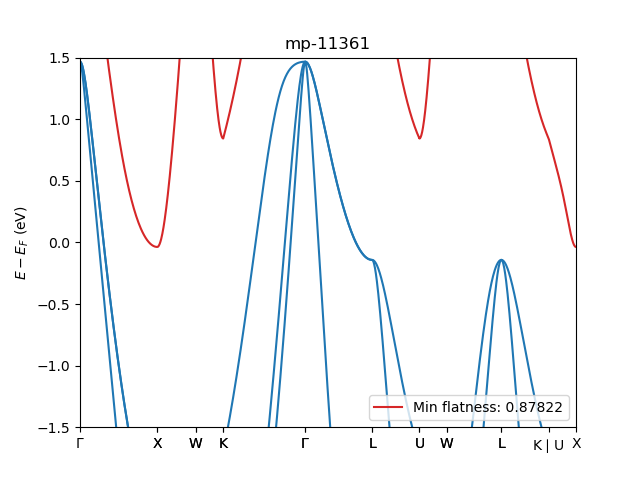 mp-11361
1.5
1.0
0.5
0.0
−0.5
−1.0
−1.5
E − E_F (eV)
Min flatness: 0.87822
Γ X W K Γ L U W L K | U X